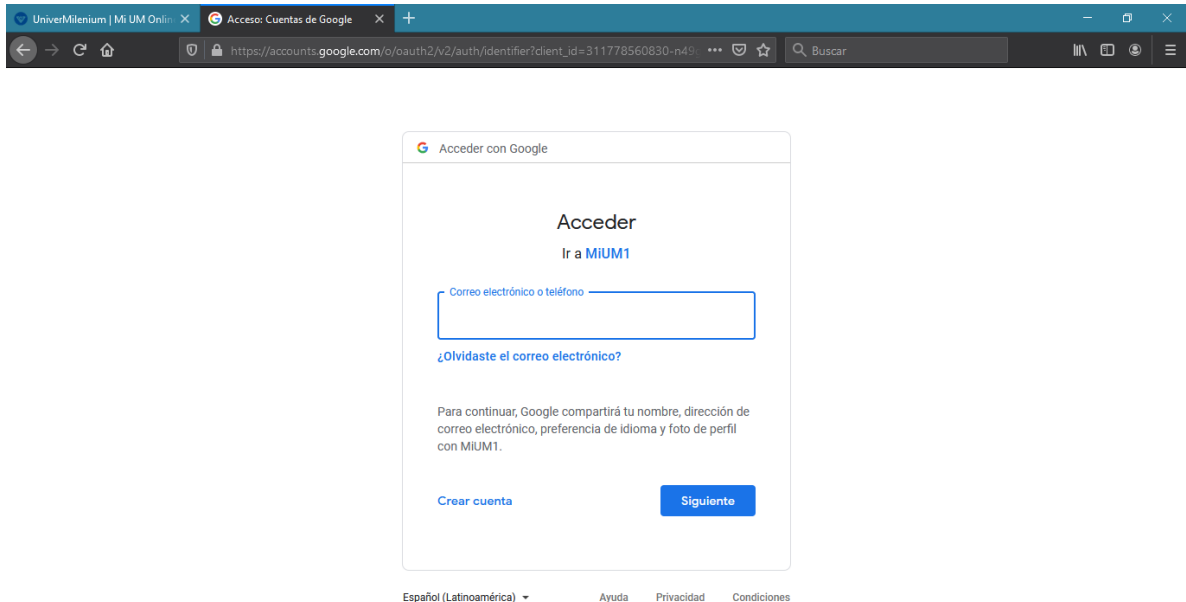 UniverMilenium | Mi UM Onlin
Acceso: Cuentas de Google
https://accounts.google.com/o/oauth2/v2/auth/identifier?client_id=311778560830-n49
Buscar
Acceder con Google
Acceder
Ir a MiUM1
Correo electrónico o teléfono
¿Olvidaste el correo electrónico?
Para continuar, Google compartirá tu nombre, dirección de
correo electrónico, preferencia de idioma y foto de perfil
con MiUM1.
Crear cuenta
Siguiente
Español (Latinoamérica)
Ayuda
Privacidad
Condiciones